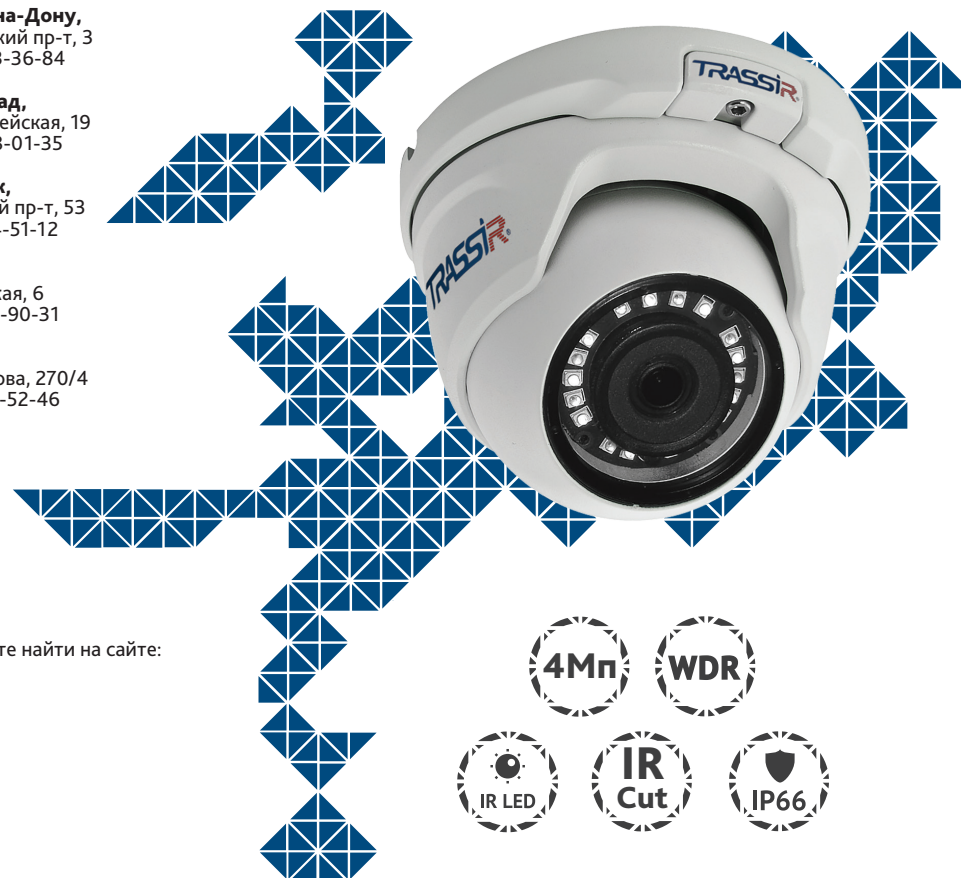 на-Дону,
кий пр-т, 3
3-36-84
ад,
ейская, 19
3-01-35
к,
й пр-т, 53
-51-12
кая, 6
-90-31
ова, 270/4
-52-46
те найти на сайте:
TRASSIR
TRASSIR
4Мп
WDR
IR LED
IR
Cut
IP66